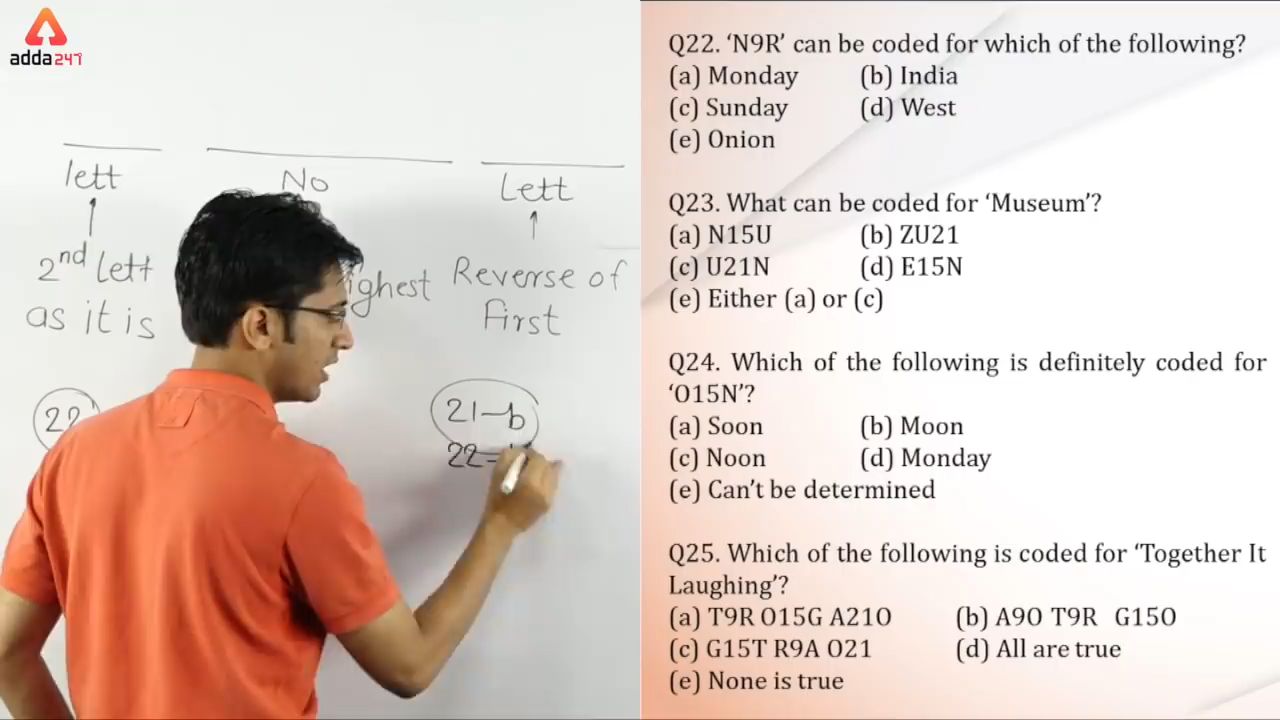 adda247
lett No Lett
2nd lett ighest Reverse of
as it is first
22
21-b
22-
Q22. ‘N9R’ can be coded for which of the following?
(a) Monday (b) India
(c) Sunday (d) West
(e) Onion
Q23. What can be coded for ‘Museum’?
(a) N15U (b) ZU21
(c) U21N (d) E15N
(e) Either (a) or (c)
Q24. Which of the following is definitely coded for
‘O15N’?
(a) Soon (b) Moon
(c) Noon (d) Monday
(e) Can’t be determined
Q25. Which of the following is coded for ‘Together It
Laughing’?
(a) T9R O15G A21O (b) A9O T9R G15O
(c) G15T R9A O21 (d) All are true
(e) None is true